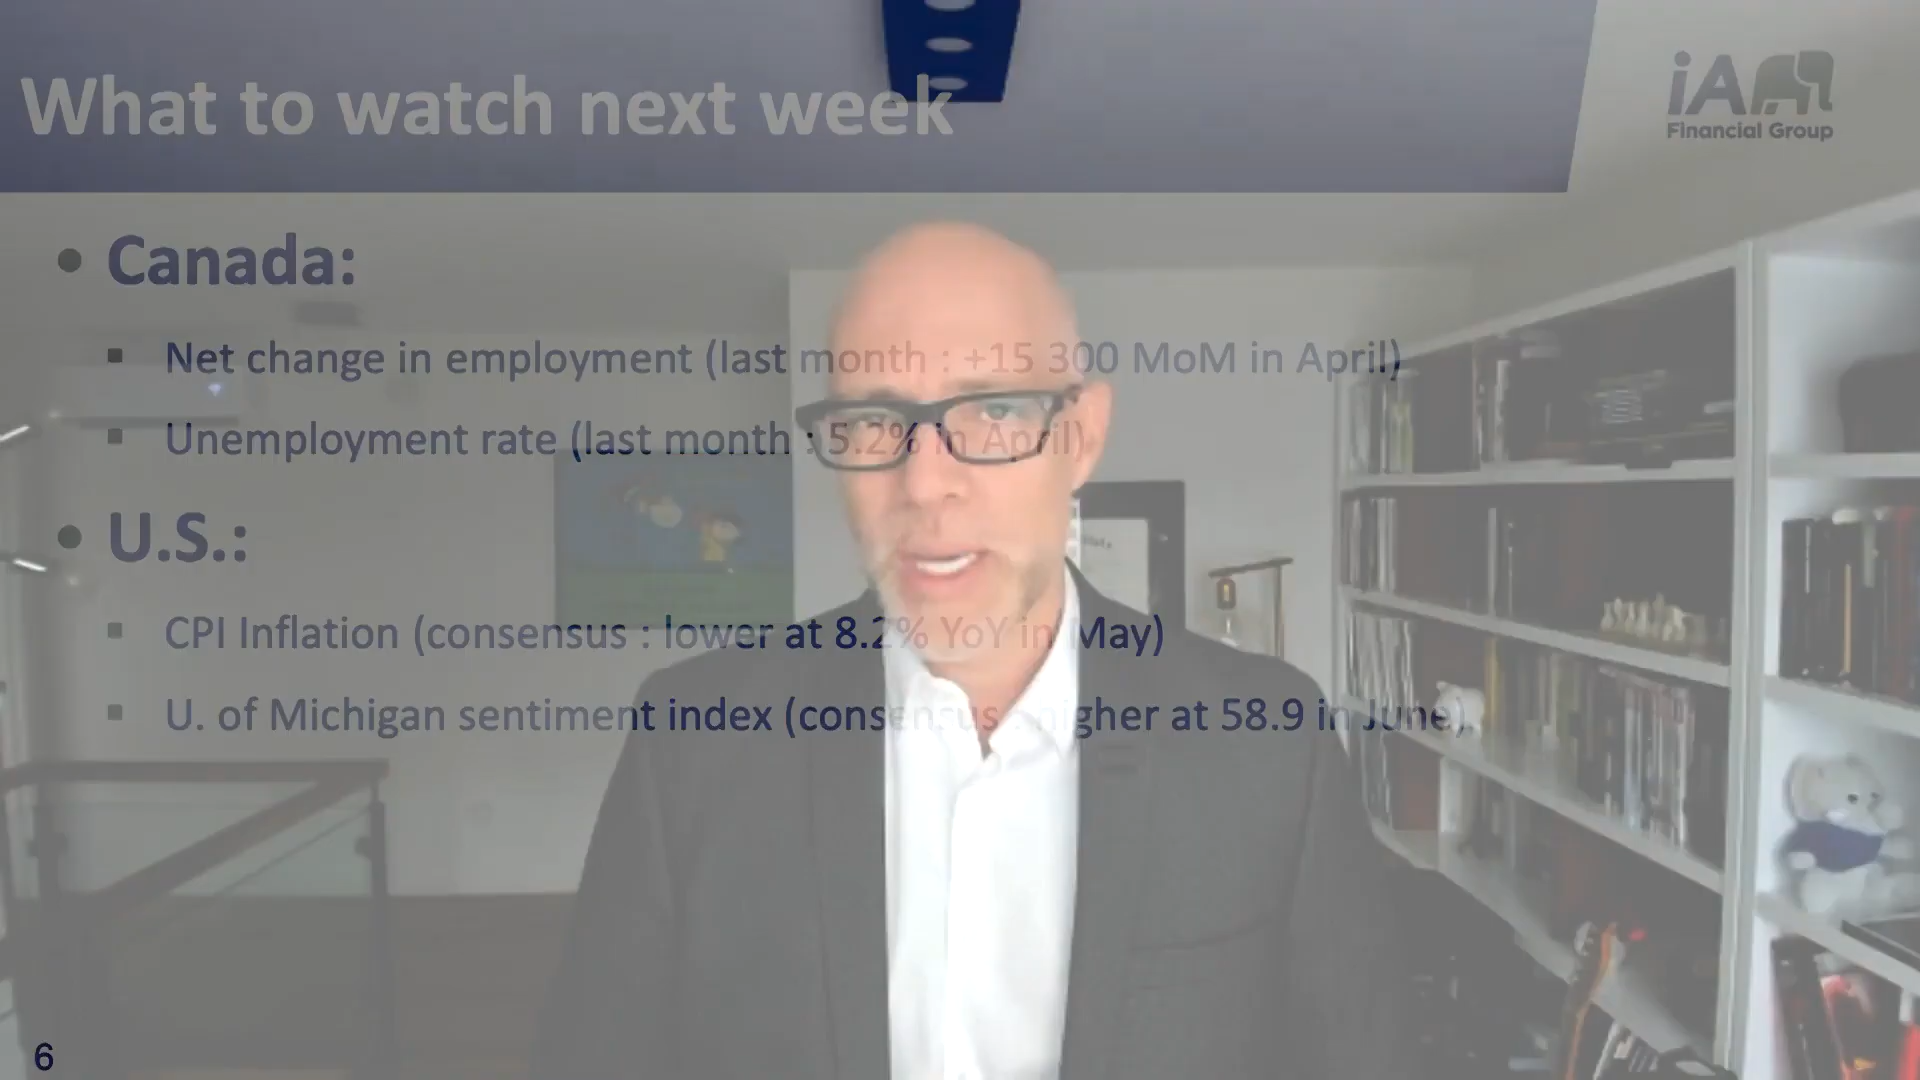 What to watch next week
iA
Financial Group
• Canada:
▪ Net change in employment (last month : +15 300 MoM in April)
▪ Unemployment rate (last month : 5.2% in April)
• U.S.:
▪ CPI Inflation (consensus : lower at 8.2% YoY in May)
▪ U. of Michigan sentiment index (consensus : higher at 58.9 in June)
6